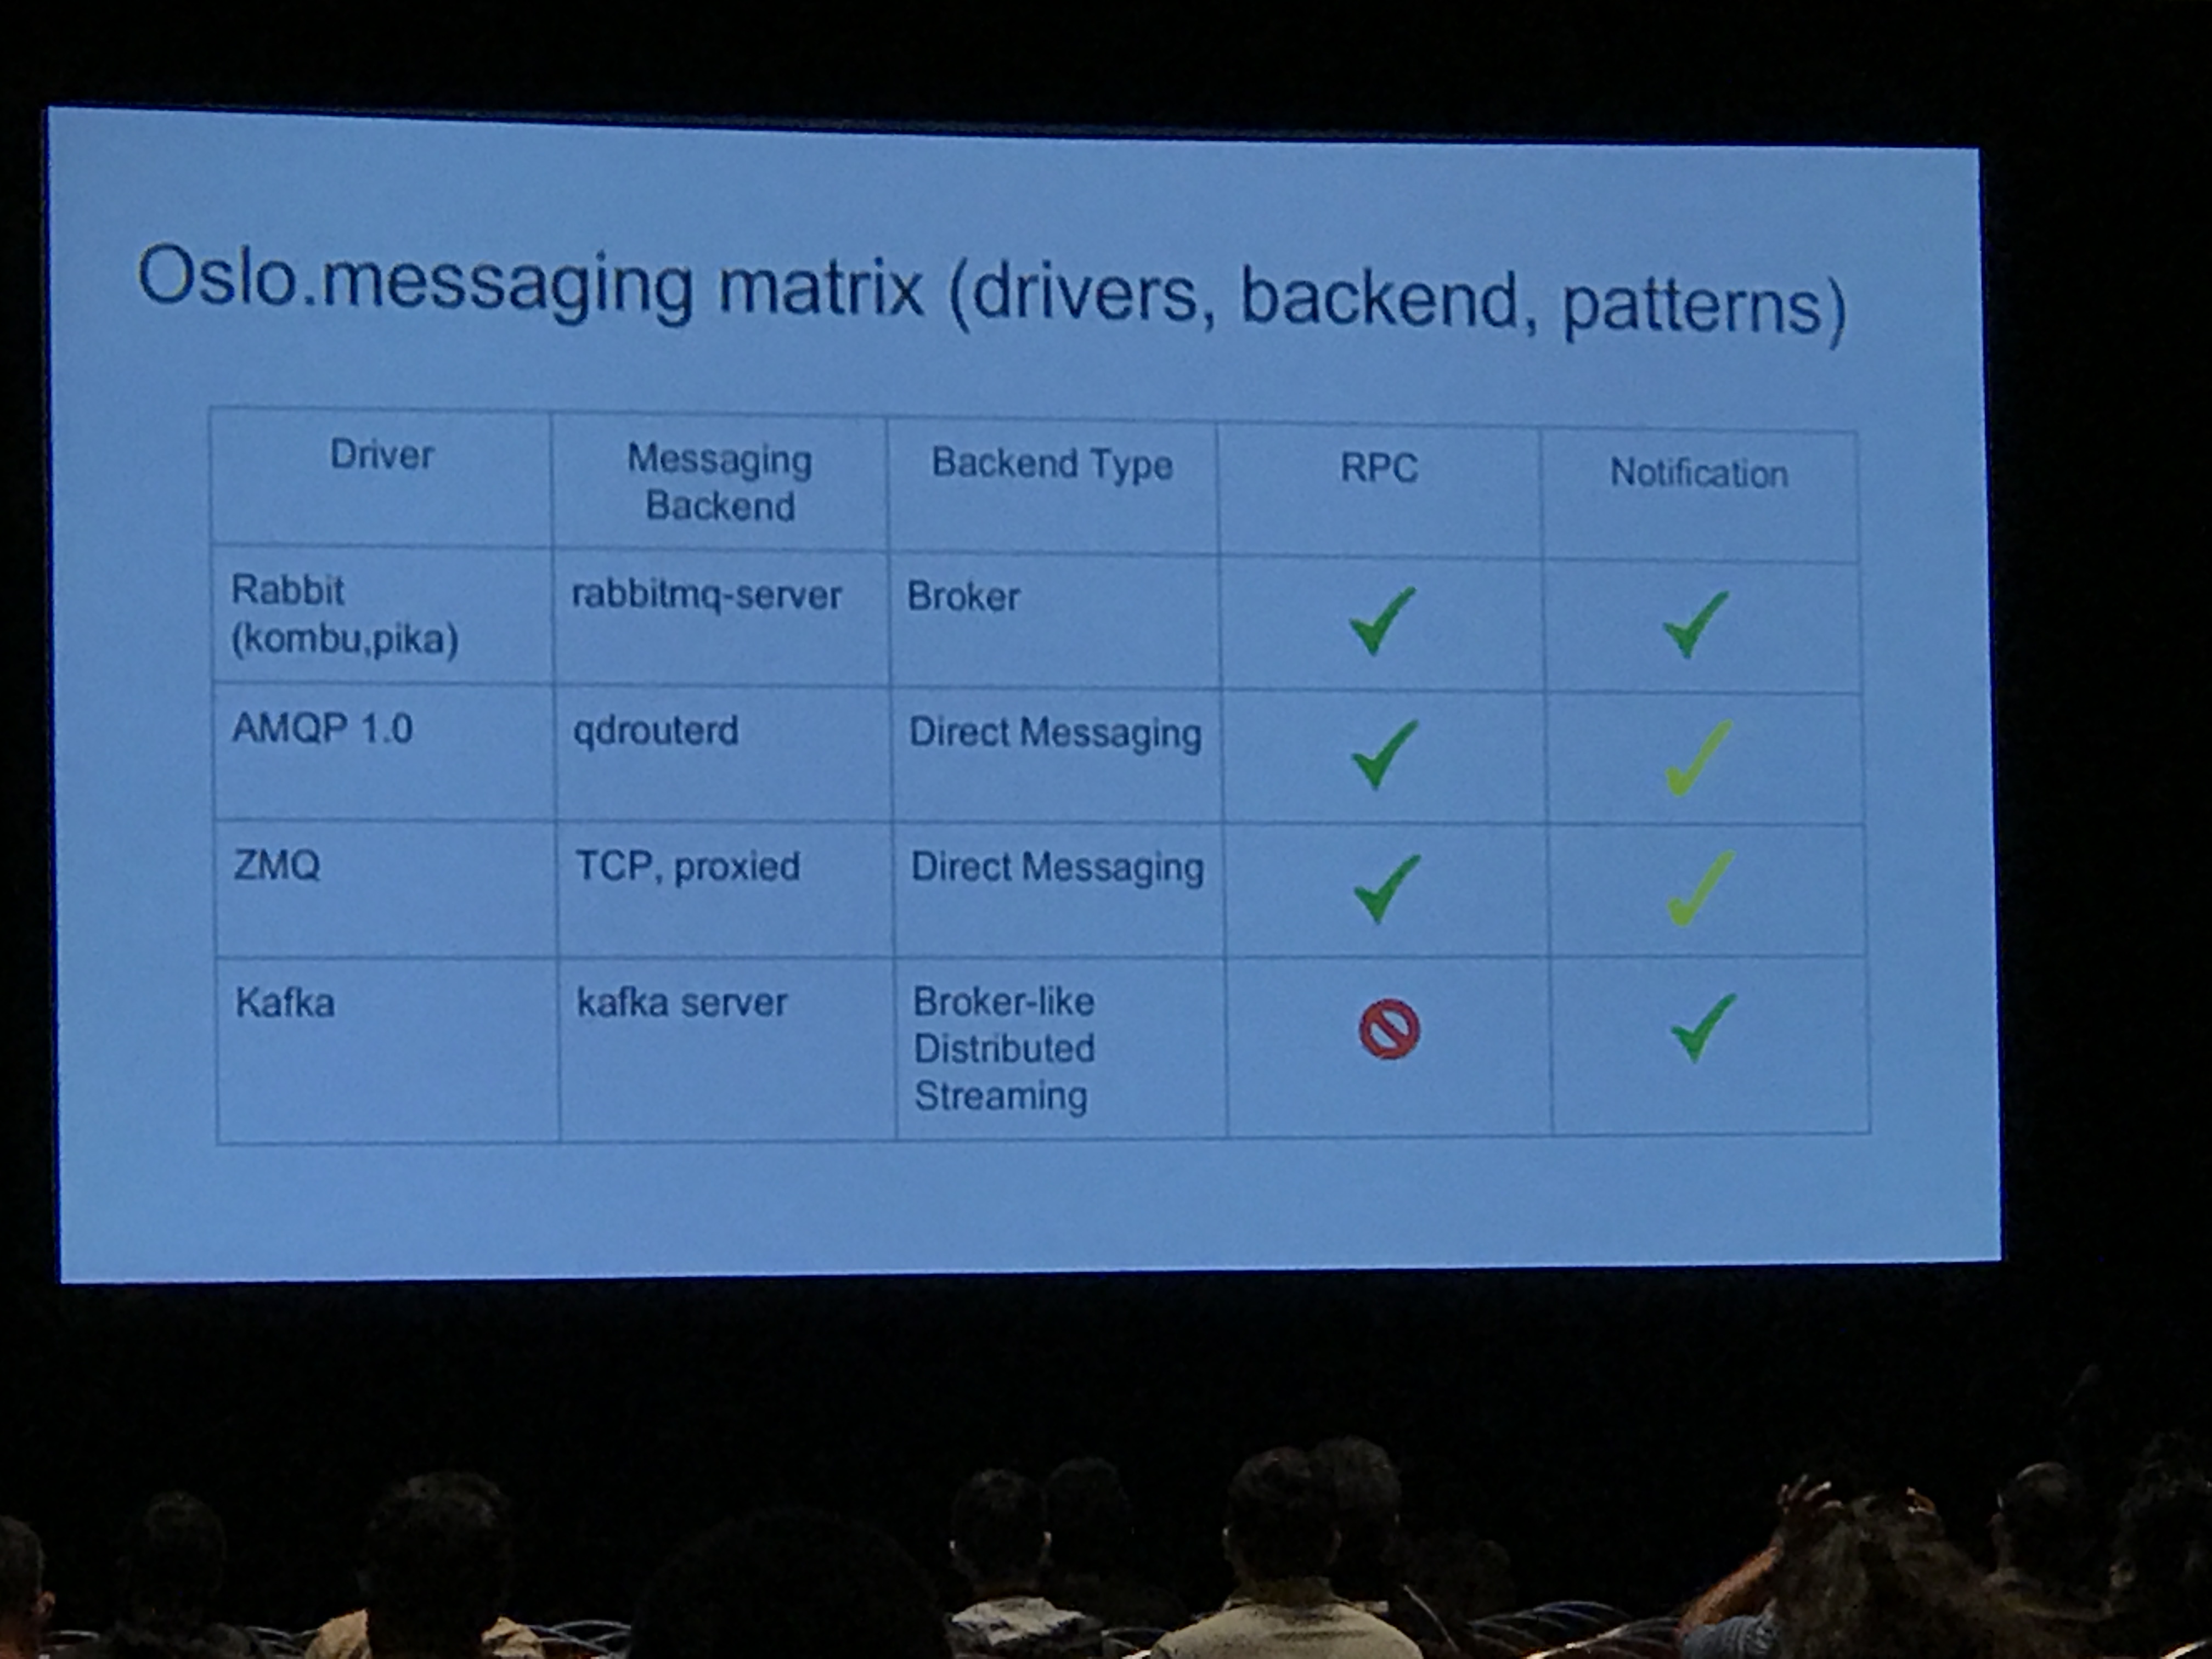 Oslo.messaging matrix (drivers, backend, patterns)
Driver
Messaging
Backend
Backend Type
RPC
Notification
Rabbit
(kombu,pika)
rabbitmq-server
Broker
AMQP 1.0
qdrouterd
Direct Messaging
ZMQ
TCP, proxied
Direct Messaging
Kafka
kafka server
Broker-like
Distributed
Streaming